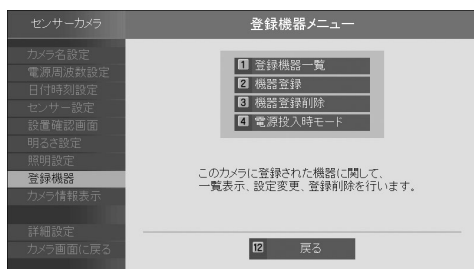 センサーカメラ
登録機器メニュー
カメラ名設定
電源周波数設定
日付時刻設定
センサー設定
設置確認画面
明るさ設定
照明設定
登録機器
カメラ情報表示
詳細設定
カメラ画面に戻る
1 登録機器一覧
2 機器登録
3 機器登録削除
4 電源投入時モード
このカメラに登録された機器に関して、
一覧表示、設定変更、登録削除を行います。
12 戻る